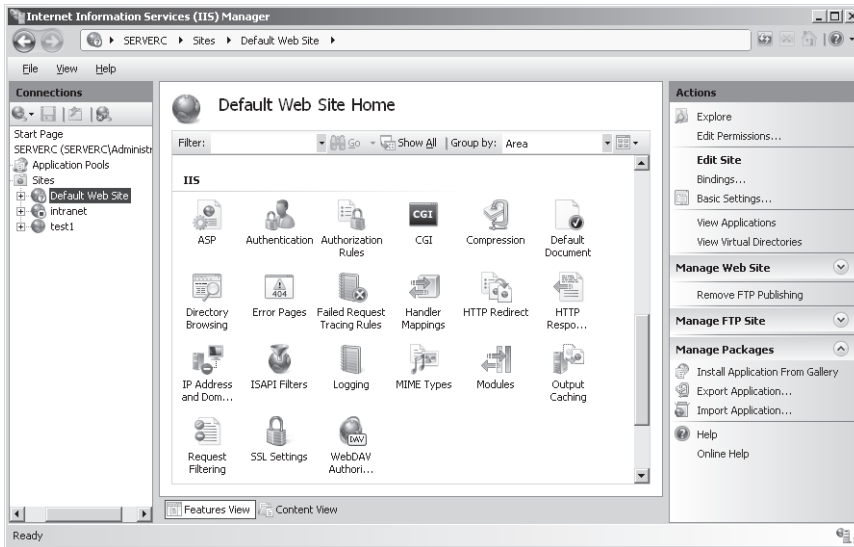 Internet Information Services (IIS) Manager
SERVERC
Sites
Default Web Site
File View Help
Connections
Start Page
SERVERC (SERVERC\Administr
Application Pools
Sites
Default Web Site
intranet
test1
Default Web Site Home
Filter: Go Show All Group by: Area
IIS
ASP
Authentication
Authorization
Rules
CGI
Compression
Default
Document
Directory
Browsing
Error Pages
404
Failed Request
Tracing Rules
Handler
Mappings
HTTP Redirect
HTTP
Respo...
IP Address
and Dom...
ISAPI Filters
Logging
MIME Types
Modules
Output
Caching
Request
Filtering
SSL Settings
WebDAV
Authori...
CGI
DAV
Features View Content View
Actions
Explore
Edit Permissions...
Edit Site
Bindings...
Basic Settings...
View Applications
View Virtual Directories
Manage Web Site
Remove FTP Publishing
Manage FTP Site
Manage Packages
Install Application From Gallery
Export Application...
Import Application...
Help
Online Help
Ready